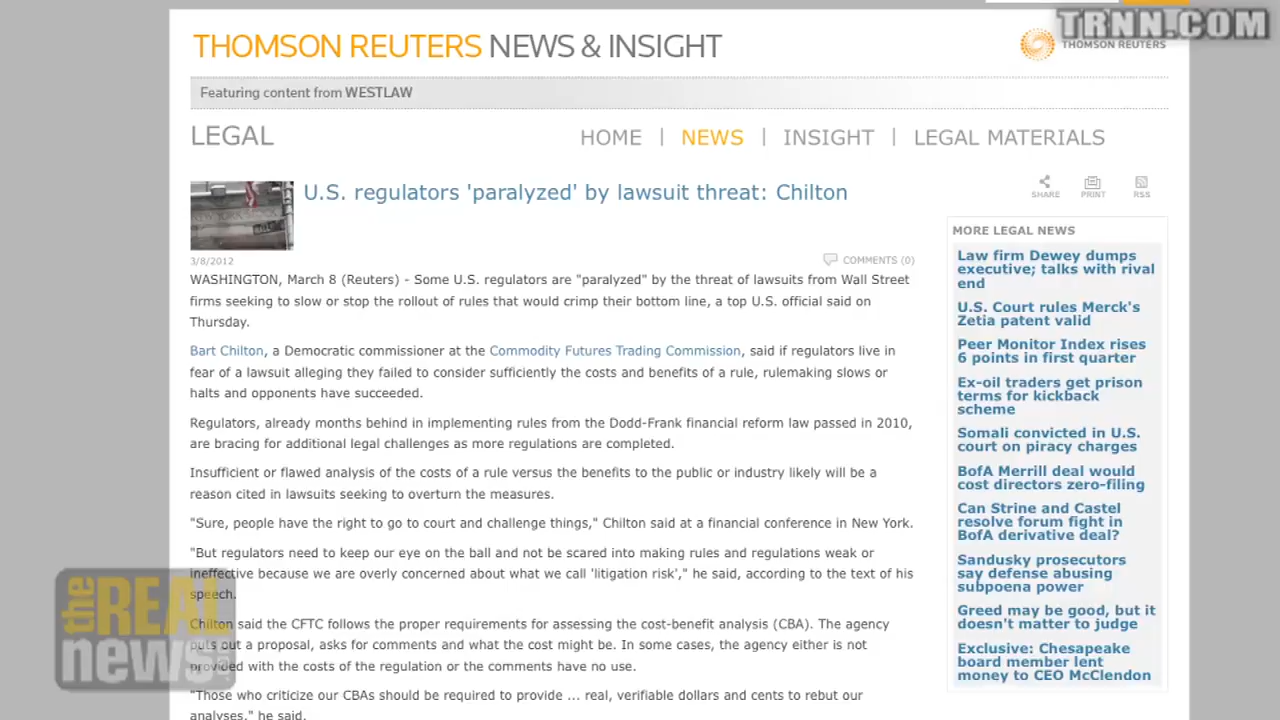 TRNN.COM
THOMSON REUTERS NEWS & INSIGHT
THOMSON REUTERS
Featuring content from WESTLAW
LEGAL
HOME | NEWS | INSIGHT | LEGAL MATERIALS
U.S. regulators 'paralyzed' by lawsuit threat: Chilton
SHARE
PRINT
RSS
3/8/2012
COMMENTS (0)
WASHINGTON, March 8 (Reuters) - Some U.S. regulators are "paralyzed" by the threat of lawsuits from Wall Street
firms seeking to slow or stop the rollout of rules that would crimp their bottom line, a top U.S. official said on
Thursday.
Bart Chilton, a Democratic commissioner at the Commodity Futures Trading Commission, said if regulators live in
fear of a lawsuit alleging they failed to consider sufficiently the costs and benefits of a rule, rulemaking slows or
halts and opponents have succeeded.
Regulators, already months behind in implementing rules from the Dodd-Frank financial reform law passed in 2010,
are bracing for additional legal challenges as more regulations are completed.
Insufficient or flawed analysis of the costs of a rule versus the benefits to the public or industry likely will be a
reason cited in lawsuits seeking to overturn the measures.
"Sure, people have the right to go to court and challenge things," Chilton said at a financial conference in New York.
"But regulators need to keep our eye on the ball and not be scared into making rules and regulations weak or
ineffective because we are overly concerned about what we call 'litigation risk'," he said, according to the text of his
speech.
Chilton said the CFTC follows the proper requirements for assessing the cost-benefit analysis (CBA). The agency
puts out a proposal, asks for comments and what the cost might be. In some cases, the agency either is not
provided with the costs of the regulation or the comments have no use.
"Those who criticize our CBAs should be required to provide ... real, verifiable dollars and cents to rebut our
analyses," he said.
MORE LEGAL NEWS
Law firm Dewey dumps
executive; talks with rival
end
U.S. Court rules Merck's
Zetia patent valid
Peer Monitor Index rises
6 points in first quarter
Ex-oil traders get prison
terms for kickback
scheme
Somali convicted in U.S.
court on piracy charges
BofA Merrill deal would
cost directors zero-filing
Can Strine and Castel
resolve forum fight in
BofA derivative deal?
Sandusky prosecutors
say defense abusing
subpoena power
Greed may be good, but it
doesn't matter to judge
Exclusive: Chesapeake
board member lent
money to CEO McClendon
the REAL
news.com